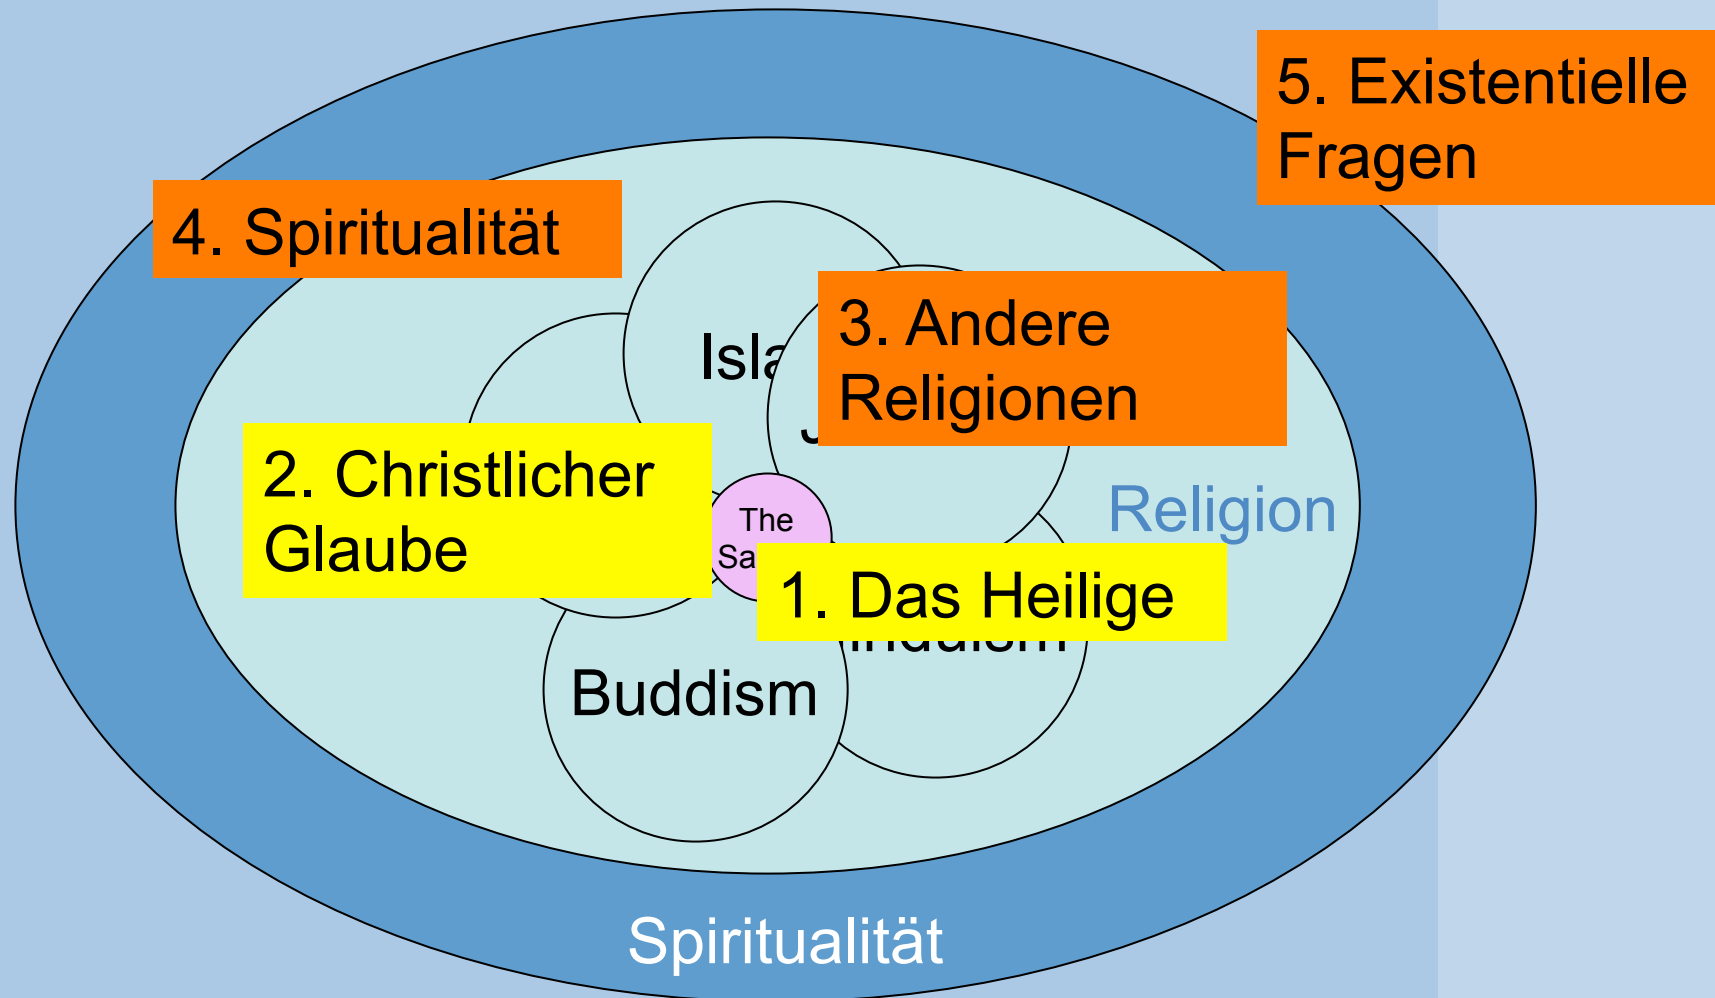 5. Existentielle
Fragen
4. Spiritualität
3. Andere
Religionen
2. Christlicher
Glaube
Religion
The
1. Das Heilige
Buddism
Spiritualität